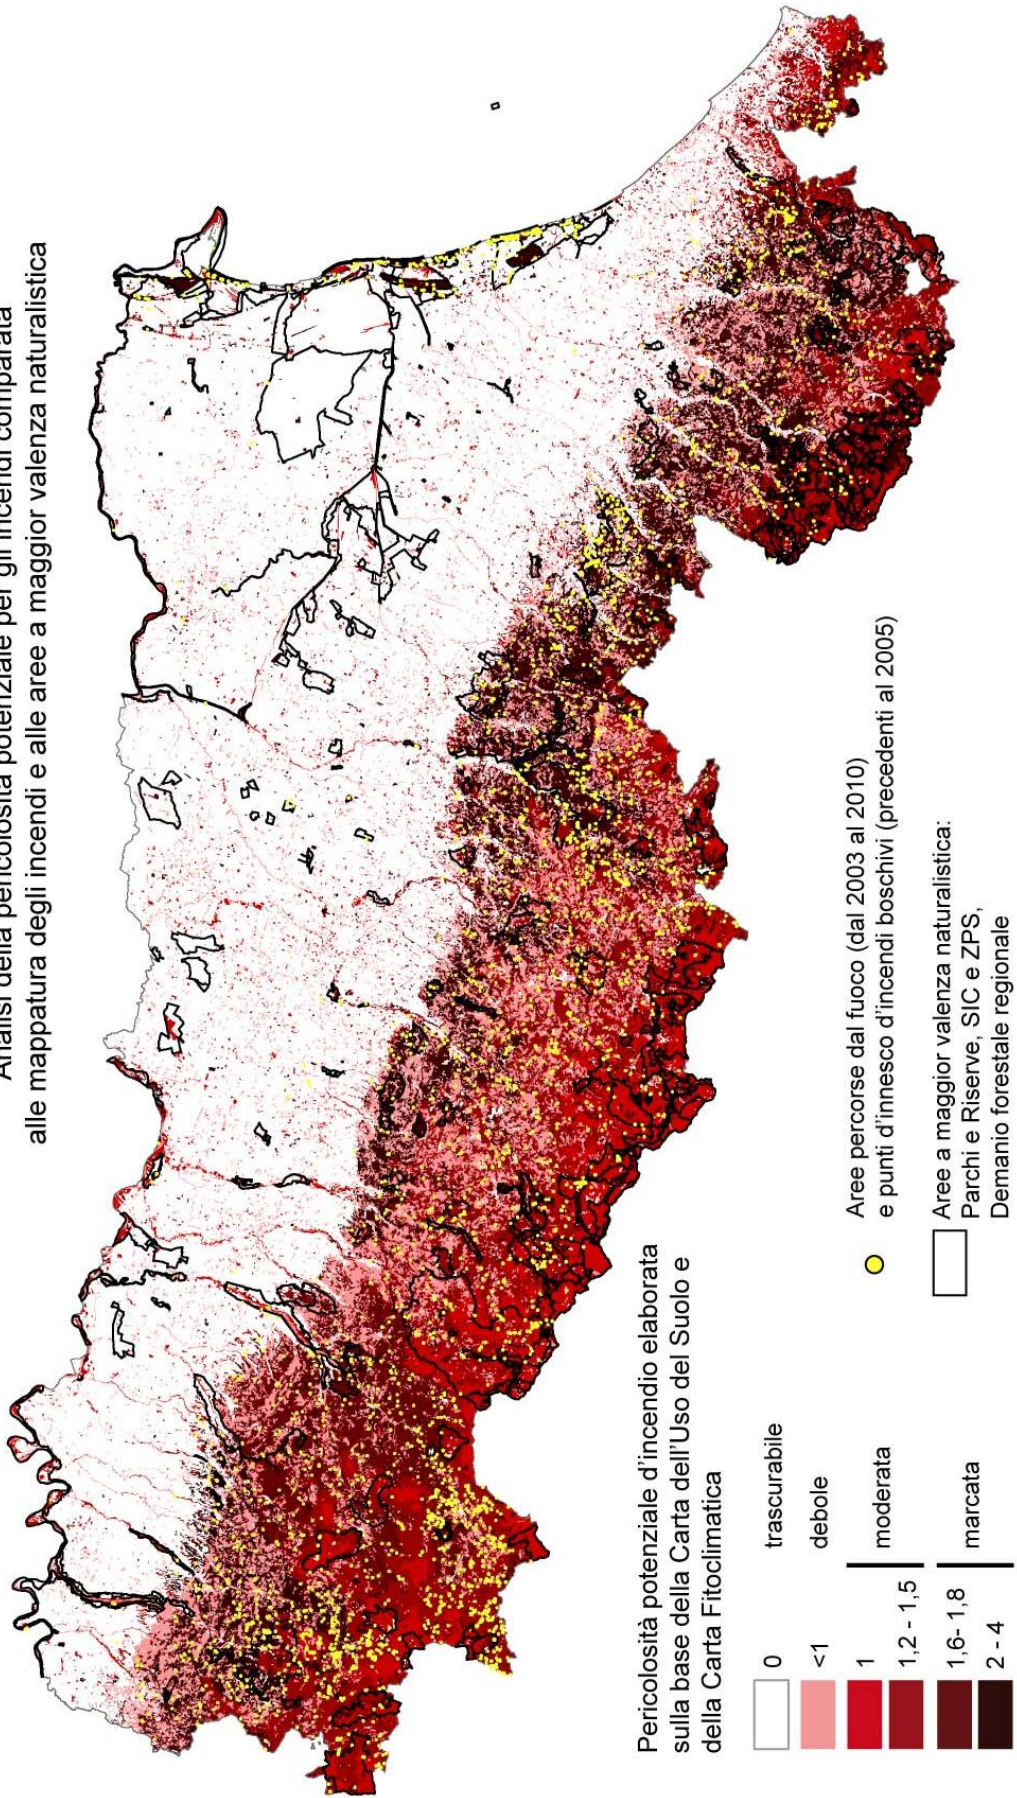 Analisi della pericolosità potenziale per gli incendi comparata
alle mappatura degli incendi e alle aree a maggior valenza naturalistica
Pericolosità potenziale d'incendio elaborata
sulla base della Carta dell'Uso del Suolo e
della Carta Fitoclimatica
0 trascurabile
<1 debole
1
moderata
1,2 - 1,5
1,6- 1,8
marcata
2 - 4
Aree percorse dal fuoco (dal 2003 al 2010)
e punti d'innesco d'incendi boschivi (precedenti al 2005)
Aree a maggior valenza naturalistica:
Parchi e Riserve, SIC e ZPS,
Demanio forestale regionale